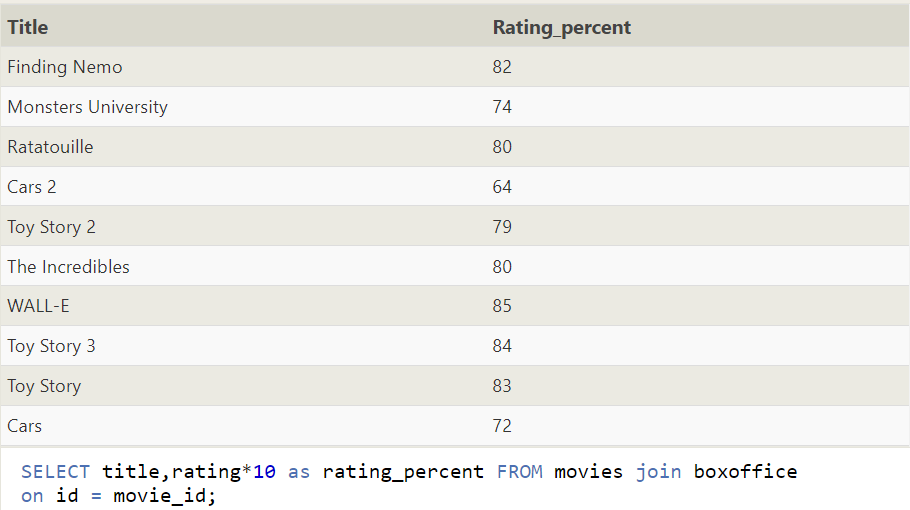 Title Rating_percent
Finding Nemo 82
Monsters University 74
Ratatouille 80
Cars 2 64
Toy Story 2 79
The Incredibles 80
WALL-E 85
Toy Story 3 84
Toy Story 83
Cars 72
SELECT title,rating*10 as rating_percent FROM movies join boxoffice
on id = movie_id;